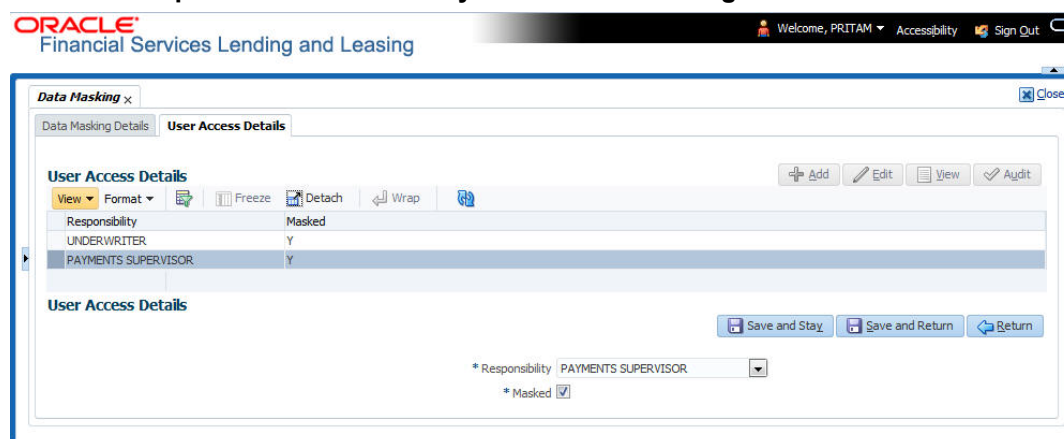 ORACLE
Financial Services Lending and Leasing
Welcome, PRITAM Accessibility Sign Out
Data Masking x Close
Data Masking Details User Access Details
User Access Details Add Edit View Audit
View Format Freeze Detach Wrap
Responsibility Masked
UNDERWRITER Y
PAYMENTS SUPERVISOR Y
User Access Details
Save and Stay Save and Return Return
* Responsibility PAYMENTS SUPERVISOR
* Masked